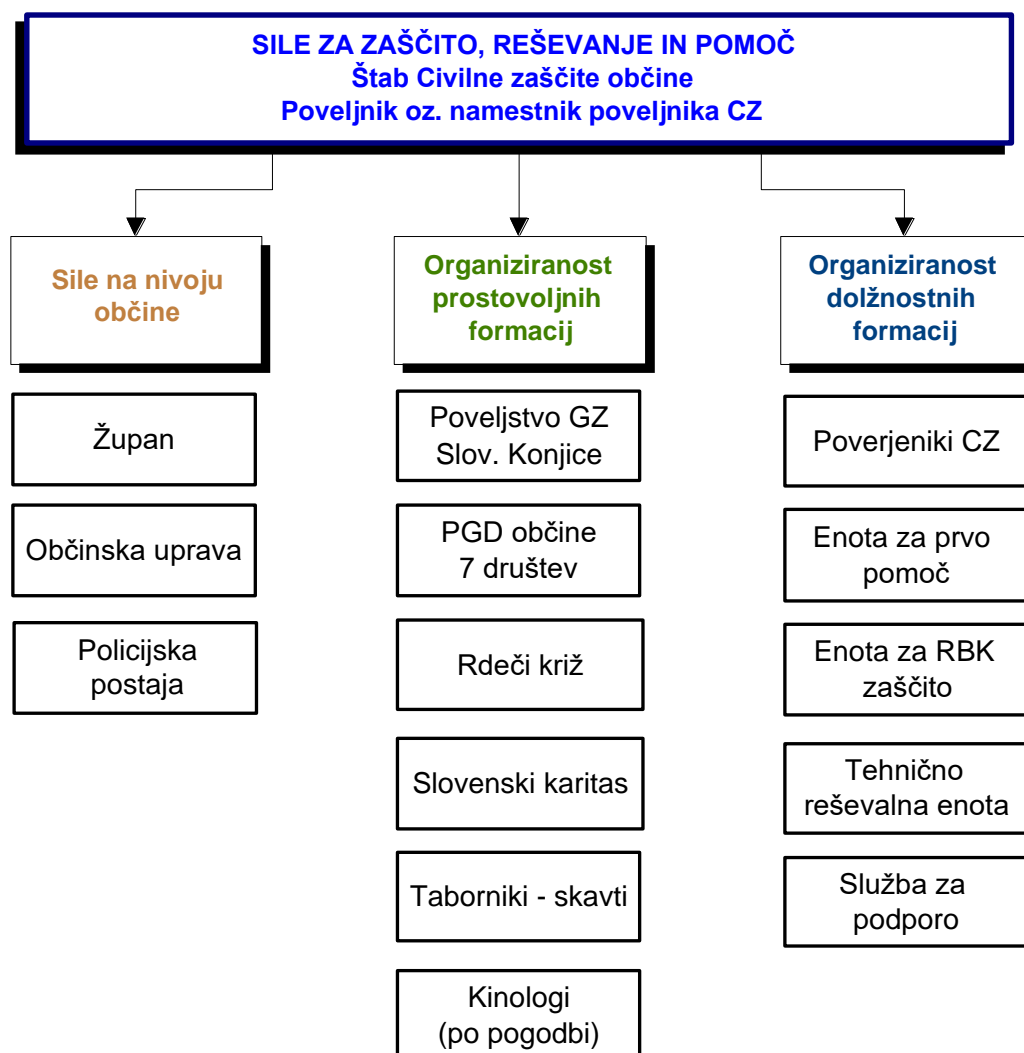 SILE ZA ZAŠČITO, REŠEVANJE IN POMOČ
Štab Civilne zaščite občine
Poveljnik oz. namestnik poveljnika CZ
Sile na nivoju
občine
Župan
Občinska uprava
Policijska
postaja
Organiziranost
prostovoljnih
formacij
Poveljstvo GZ
Slov. Konjice
PGD občine
7 društev
Rdeči križ
Slovenski karitas
Taborniki - skavti
Kinologi
(po pogodbi)
Organiziranost
dolžnostnih
formacij
Poverjeniki CZ
Enota za prvo
pomoč
Enota za RBK
zaščito
Tehnično
reševalna enota
Služba za
podporo